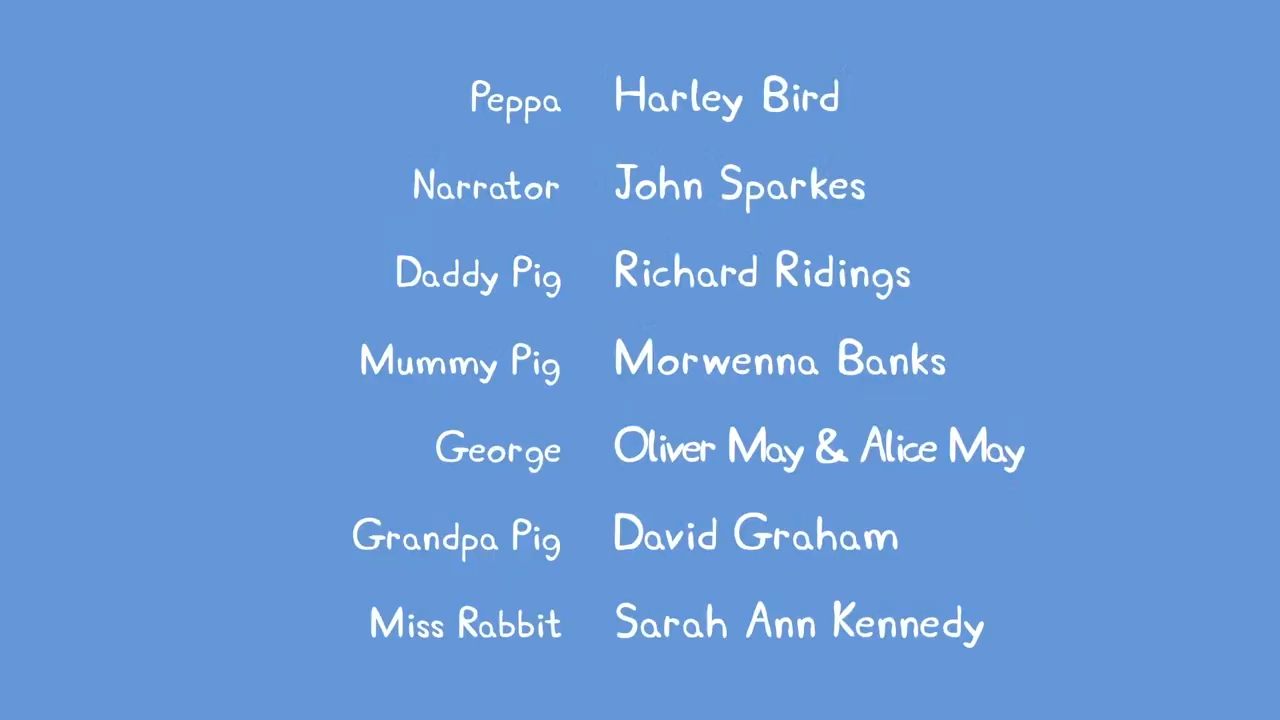 Peppa Harley Bird
Narrator John Sparkes
Daddy Pig Richard Ridings
Mummy Pig Morwenna Banks
George Oliver May & Alice May
Grandpa Pig David Graham
Miss Rabbit Sarah Ann Kennedy